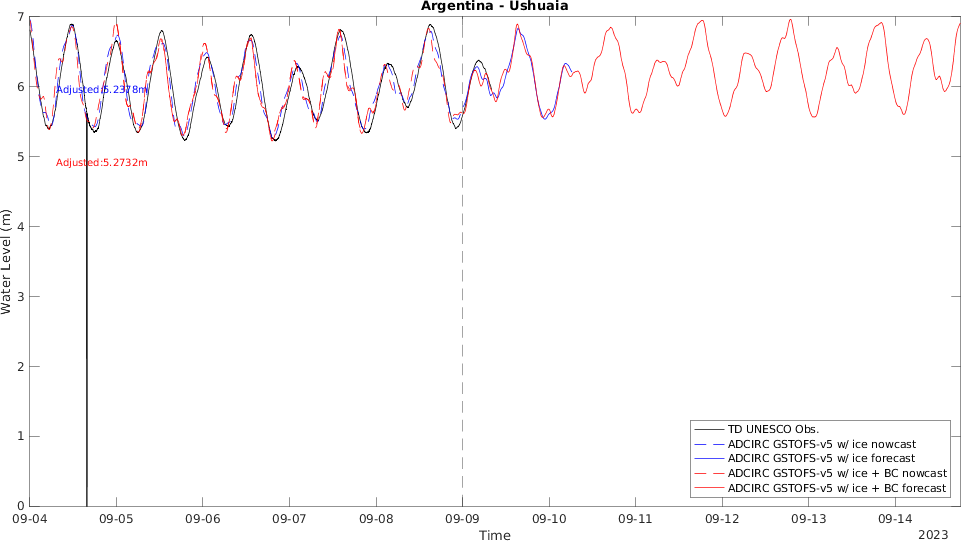 Argentina - Ushuaia
7
6
5
4
3
2
1
0
Water Level (m)
Adjusted:5.2378m
Adjusted:5.2732m
TD UNESCO Obs.
ADCIRC GSTOFS-v5 w/ ice nowcast
ADCIRC GSTOFS-v5 w/ ice forecast
ADCIRC GSTOFS-v5 w/ ice + BC nowcast
ADCIRC GSTOFS-v5 w/ ice + BC forecast
09-04 09-05 09-06 09-07 09-08 09-09 09-10 09-11 09-12 09-13 09-14
Time
2023